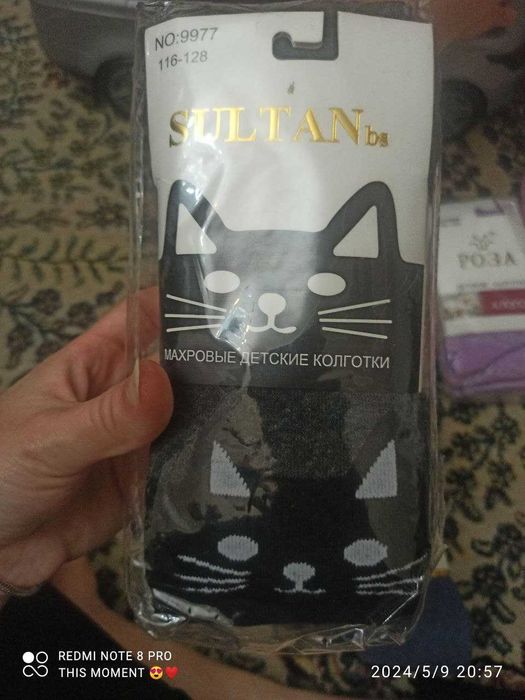 NO:9977
116-128
SULTANbs
МАХРОВЫЕ ДЕТСКИЕ КОЛГОТКИ
РОЗА
REDMI NOTE 8 PRO
THIS MOMENT 😍❤️
2024/5/9 20:57